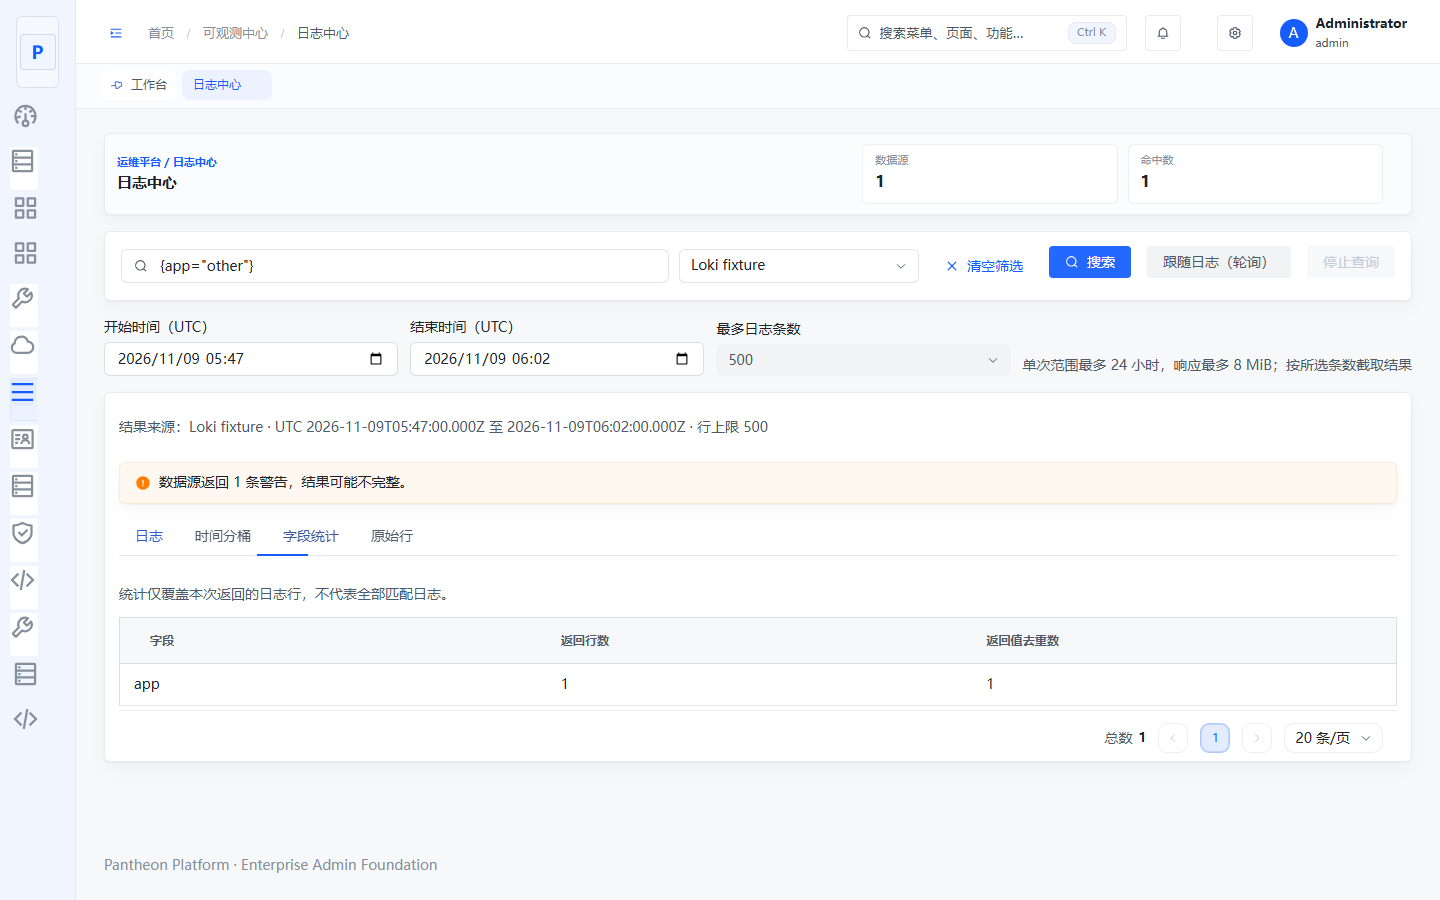 P
首页 / 可观测中心 / 日志中心
搜索菜单、页面、功能...
Ctrl K
A
Administrator
admin
工作台
日志中心
运维平台 / 日志中心
日志中心
数据源
1
命中数
1
{app="other"}
Loki fixture
清空筛选
搜索
跟随日志（轮询）
停止查询
开始时间（UTC）
结束时间（UTC）
最多日志条数
2026/11/09 05:47
2026/11/09 06:02
500
单次范围最多 24 小时，响应最多 8 MiB；按所选条数截取结果
结果来源：Loki fixture · UTC 2026-11-09T05:47:00.000Z 至 2026-11-09T06:02:00.000Z · 行上限 500
数据源返回 1 条警告，结果可能不完整。
日志
时间分桶
字段统计
原始行
统计仅覆盖本次返回的日志行，不代表全部匹配日志。
字段
返回行数
返回值去重数
app
1
1
总数 1
1
20 条/页
Pantheon Platform · Enterprise Admin Foundation